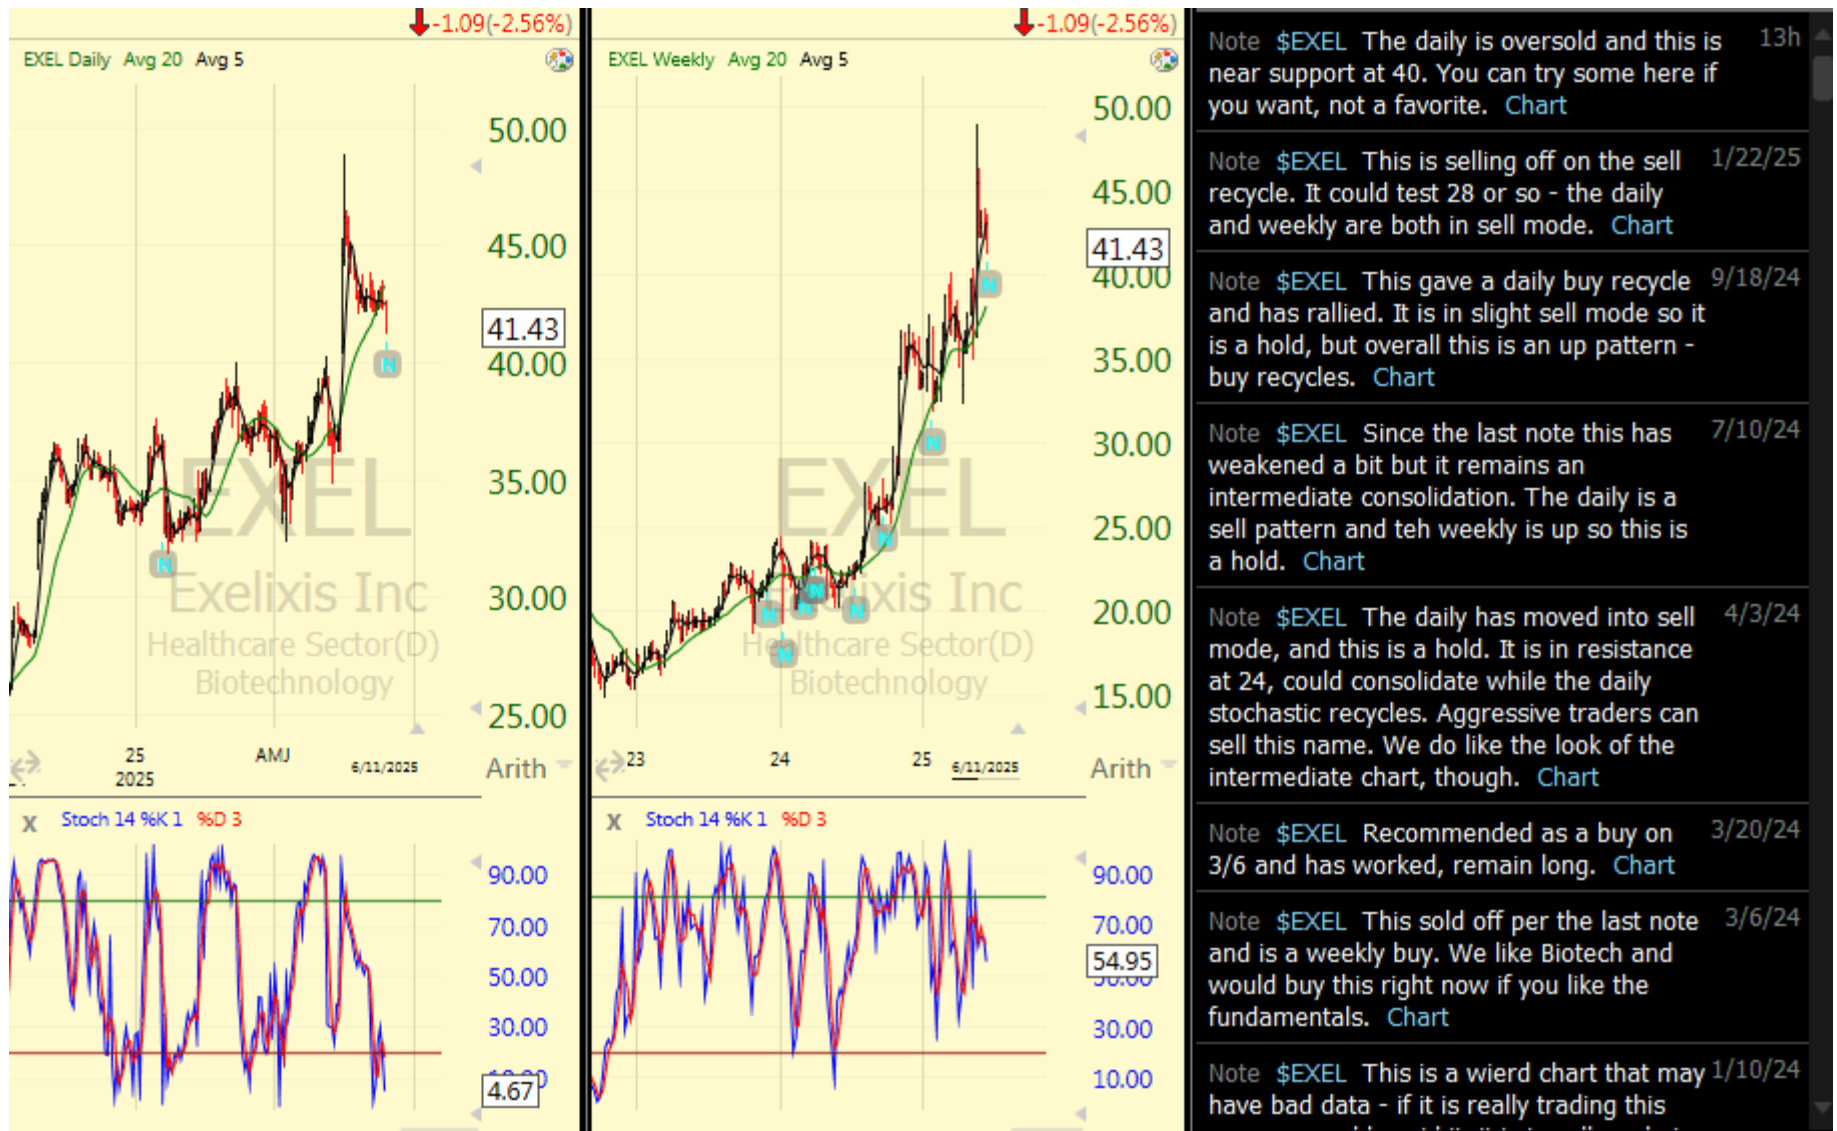 -1.09(-2.56%)
EXEL Daily Avg 20 Avg 5
50.00
45.00
41.43
40.00
35.00
30.00
25.00
N
N
EXEL
Exelixis Inc
Healthcare Sector(D)
Biotechnology
25
2025
AMJ
6/11/2025
Arith
X Stoch 14 %K 1 %D 3
90.00
70.00
50.00
30.00
4.67
-1.09(-2.56%)
EXEL Weekly Avg 20 Avg 5
50.00
45.00
41.43
40.00
35.00
30.00
25.00
20.00
15.00
N
N
N
N
N
N
N
N
EXEL
Exelixis Inc
Healthcare Sector(D)
Biotechnology
23
24
25
6/11/2025
Arith
X Stoch 14 %K 1 %D 3
90.00
70.00
54.95
50.00
30.00
10.00
Note $EXEL The daily is oversold and this is 13h
near support at 40. You can try some here if
you want, not a favorite. Chart
Note $EXEL This is selling off on the sell 1/22/25
recycle. It could test 28 or so - the daily
and weekly are both in sell mode. Chart
Note $EXEL This gave a daily buy recycle 9/18/24
and has rallied. It is in slight sell mode so it
is a hold, but overall this is an up pattern -
buy recycles. Chart
Note $EXEL Since the last note this has 7/10/24
weakened a bit but it remains an
intermediate consolidation. The daily is a
sell pattern and teh weekly is up so this is
a hold. Chart
Note $EXEL The daily has moved into sell 4/3/24
mode, and this is a hold. It is in resistance
at 24, could consolidate while the daily
stochastic recycles. Aggressive traders can
sell this name. We do like the look of the
intermediate chart, though. Chart
Note $EXEL Recommended as a buy on 3/20/24
3/6 and has worked, remain long. Chart
Note $EXEL This sold off per the last note 3/6/24
and is a weekly buy. We like Biotech and
would buy this right now if you like the
fundamentals. Chart
Note $EXEL This is a wierd chart that may 1/10/24
have bad data - if it is really trading this